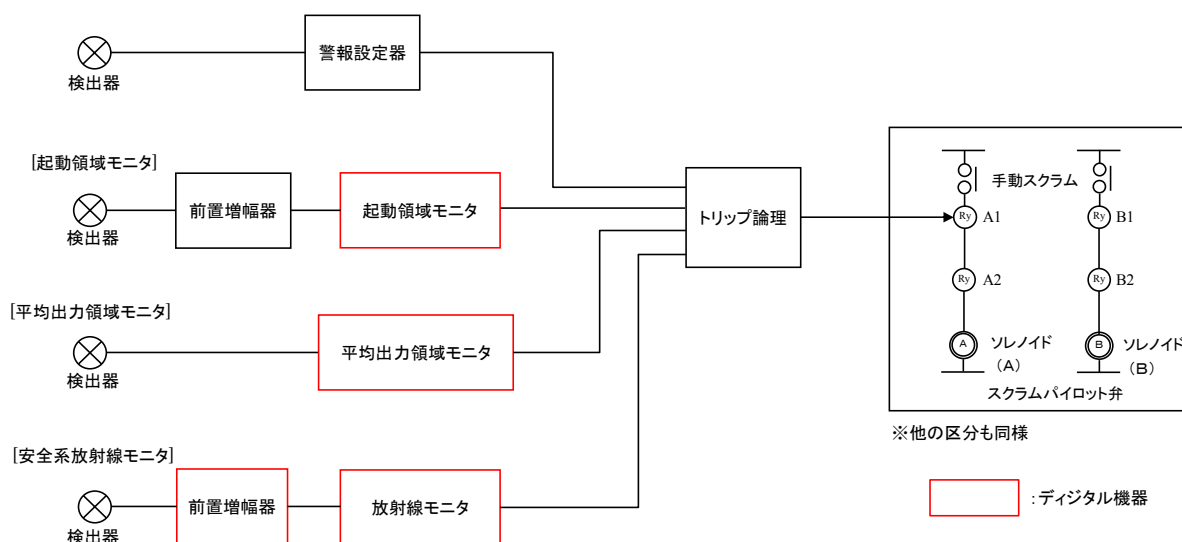 検出器
警報設定器
[起動領域モニタ]
検出器
前置増幅器
起動領域モニタ
[平均出力領域モニタ]
検出器
平均出力領域モニタ
[安全系放射線モニタ]
検出器
前置増幅器
放射線モニタ
トリップ論理
手動スクラム
Ry A1
Ry B1
Ry A2
Ry B2
A ソレノイド
(A)
B ソレノイド
(B)
スクラムパイロット弁
※他の区分も同様
:ディジタル機器